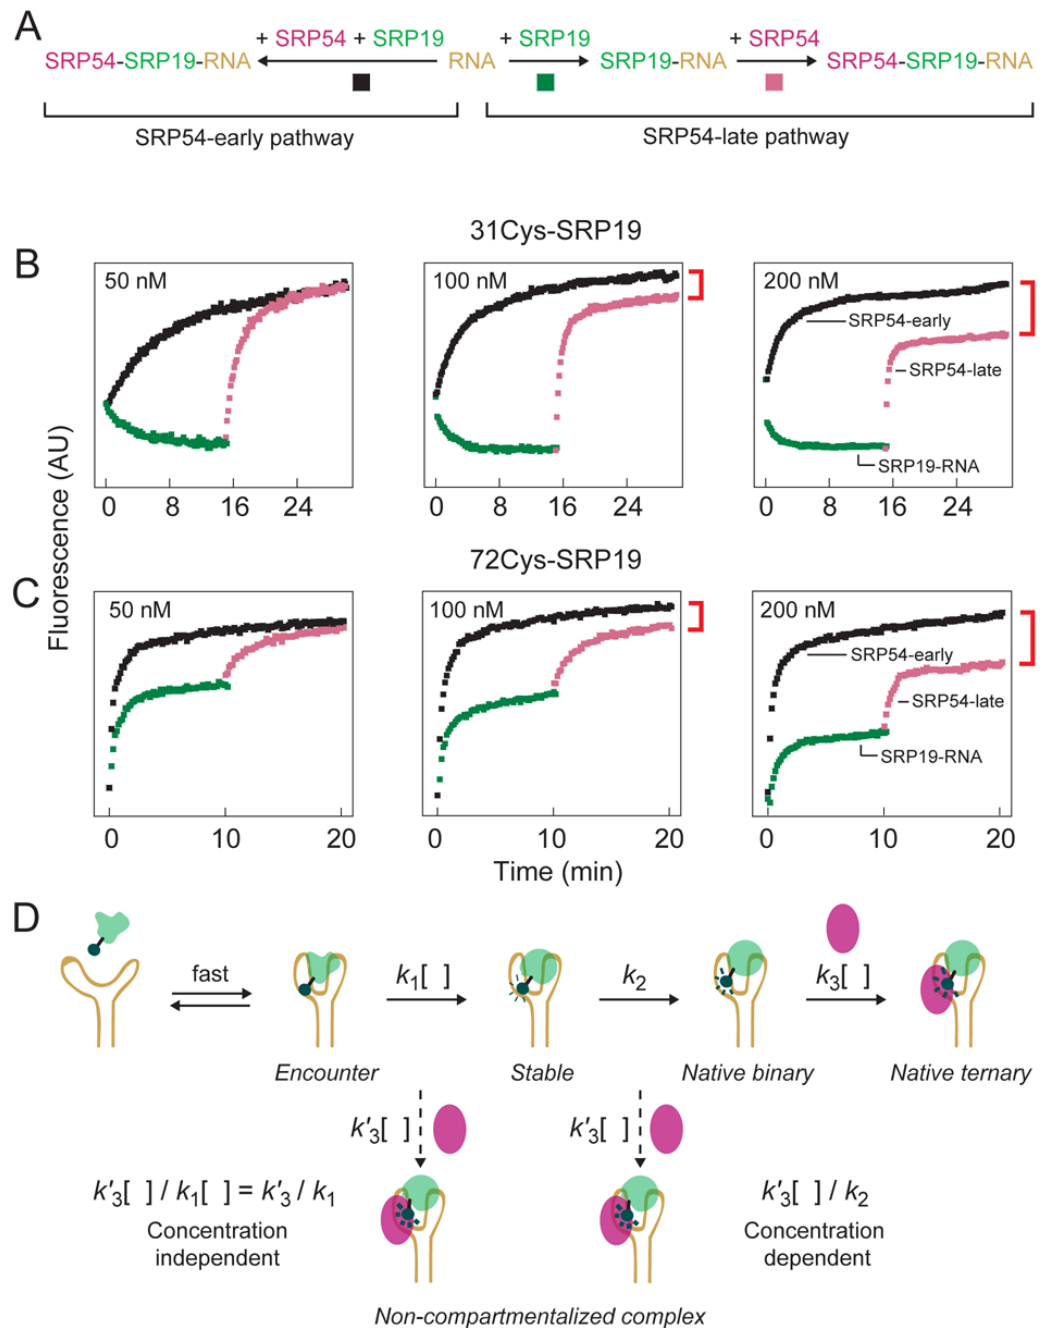 A
+ SRP54 + SRP19
+ SRP19
+ SRP54
SRP54-SRP19-RNA
RNA
SRP19-RNA
SRP54-SRP19-RNA
SRP54-early pathway
SRP54-late pathway
31Cys-SRP19
B
50 nM
100 nM
200 nM
SRP54-early
SRP54-late
SRP19-RNA
0 8 16 24
0 8 16 24
0 8 16 24
Fluorescence (AU)
72Cys-SRP19
C
50 nM
100 nM
200 nM
SRP54-early
SRP54-late
SRP19-RNA
0 10 20
0 10 20
0 10 20
Time (min)
D
fast
k1[ ]
k2
k3[ ]
Encounter
Stable
Native binary
Native ternary
k′3[ ]
k′3[ ]
k′3[ ] / k1[ ] = k′3 / k1
Concentration
independent
k′3[ ] / k2
Concentration
dependent
Non-compartmentalized complex